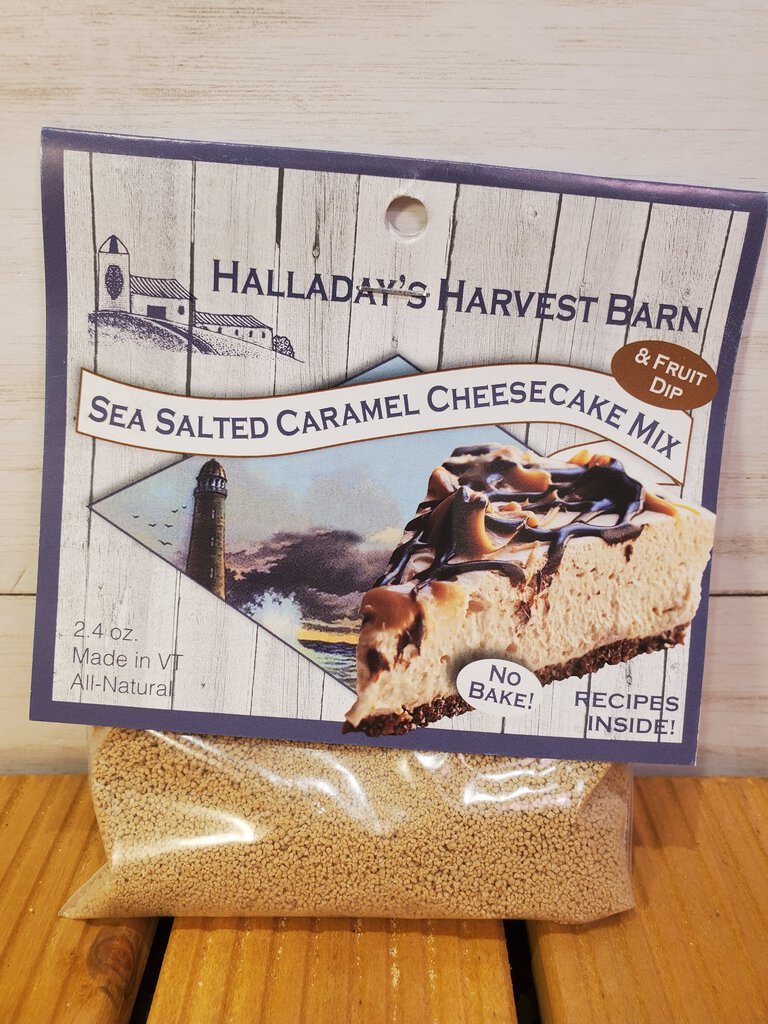 HALLADAY'S HARVEST BARN
& FRUIT
DIP
SEA SALTED CARAMEL CHEESECAKE MIX
2.4 oz.
Made in VT
All-Natural
NO
BAKE!
RECIPES
INSIDE!